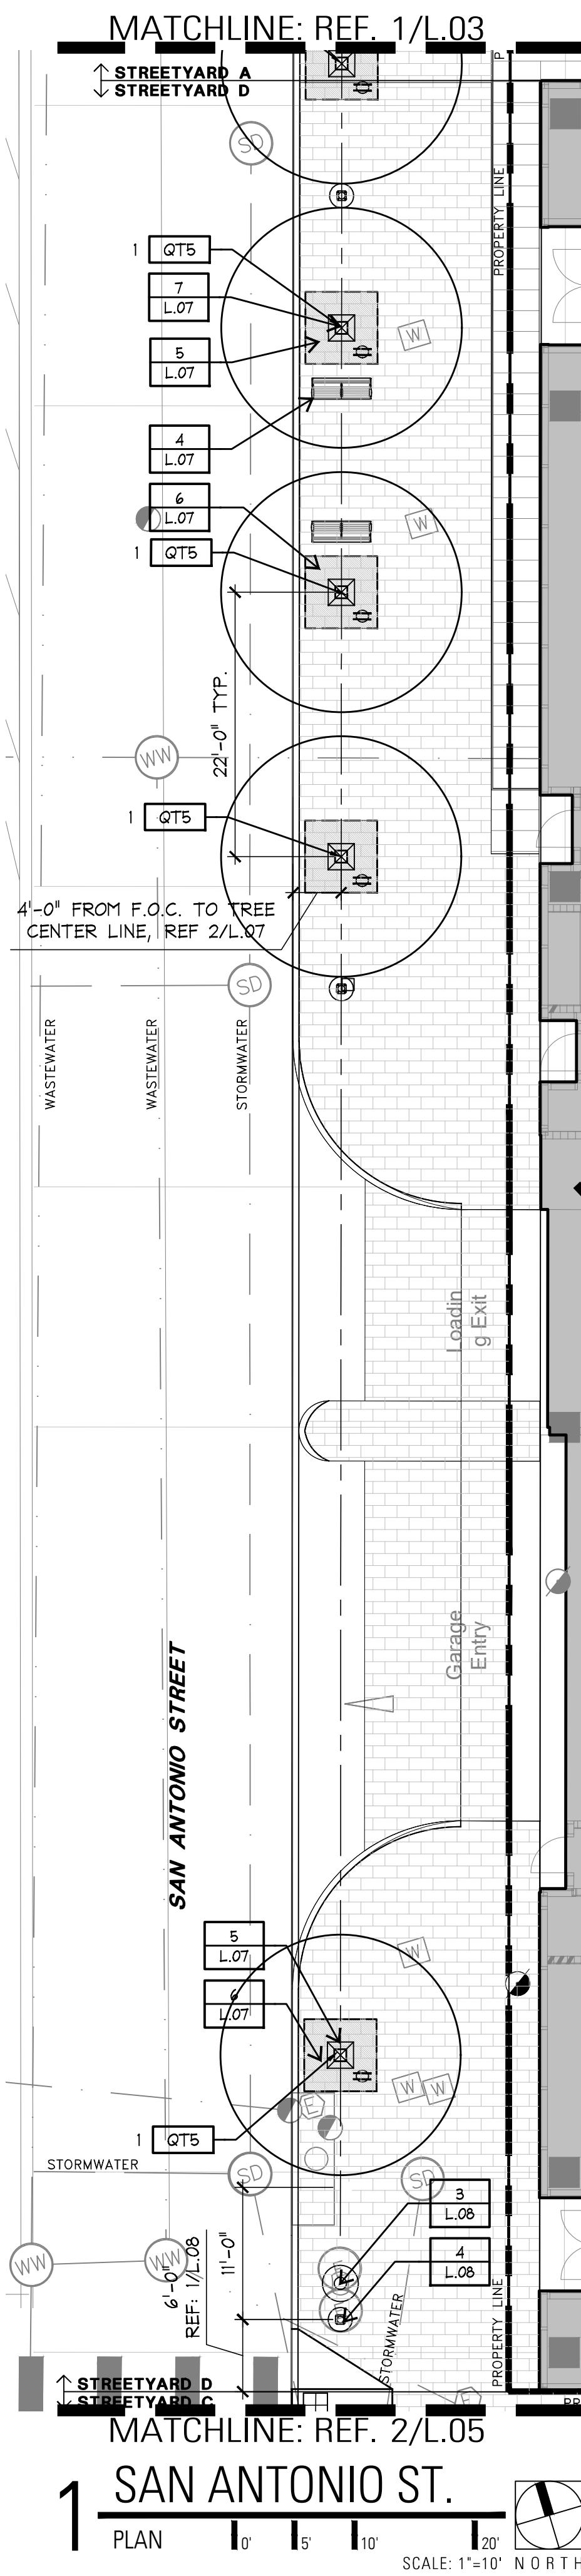 MATCHLINE: REF. 1/L.03
STREETYARD A
STREETYARD D
P
SD
PROPERTY LINE
1 QT5
7
L.07
W
5
L.07
4
L.07
6
L.07
W
1 QT5
22'-0" TYP.
WW
1 QT5
4'-0" FROM F.O.C. TO TREE
CENTER LINE, REF 2/L.07
SD
WASTEWATER
WASTEWATER
STORMWATER
Loadin
g Exit
Garage
Entry
SAN ANTONIO STREET
5
L.07
W
6
L.07
W
W
E
1 QT5
STORMWATER
SD
SD
3
L.08
WW
WW
11'-0"
6'-0"
REF: 1/L.08
4
L.08
STORMWATER
PROPERTY LINE
STREETYARD D
STREETYARD C
E
PR
MATCHLINE: REF. 2/L.05
1
SAN ANTONIO ST.
PLAN
0'
5'
10'
20'
SCALE: 1"=10'
NORTH